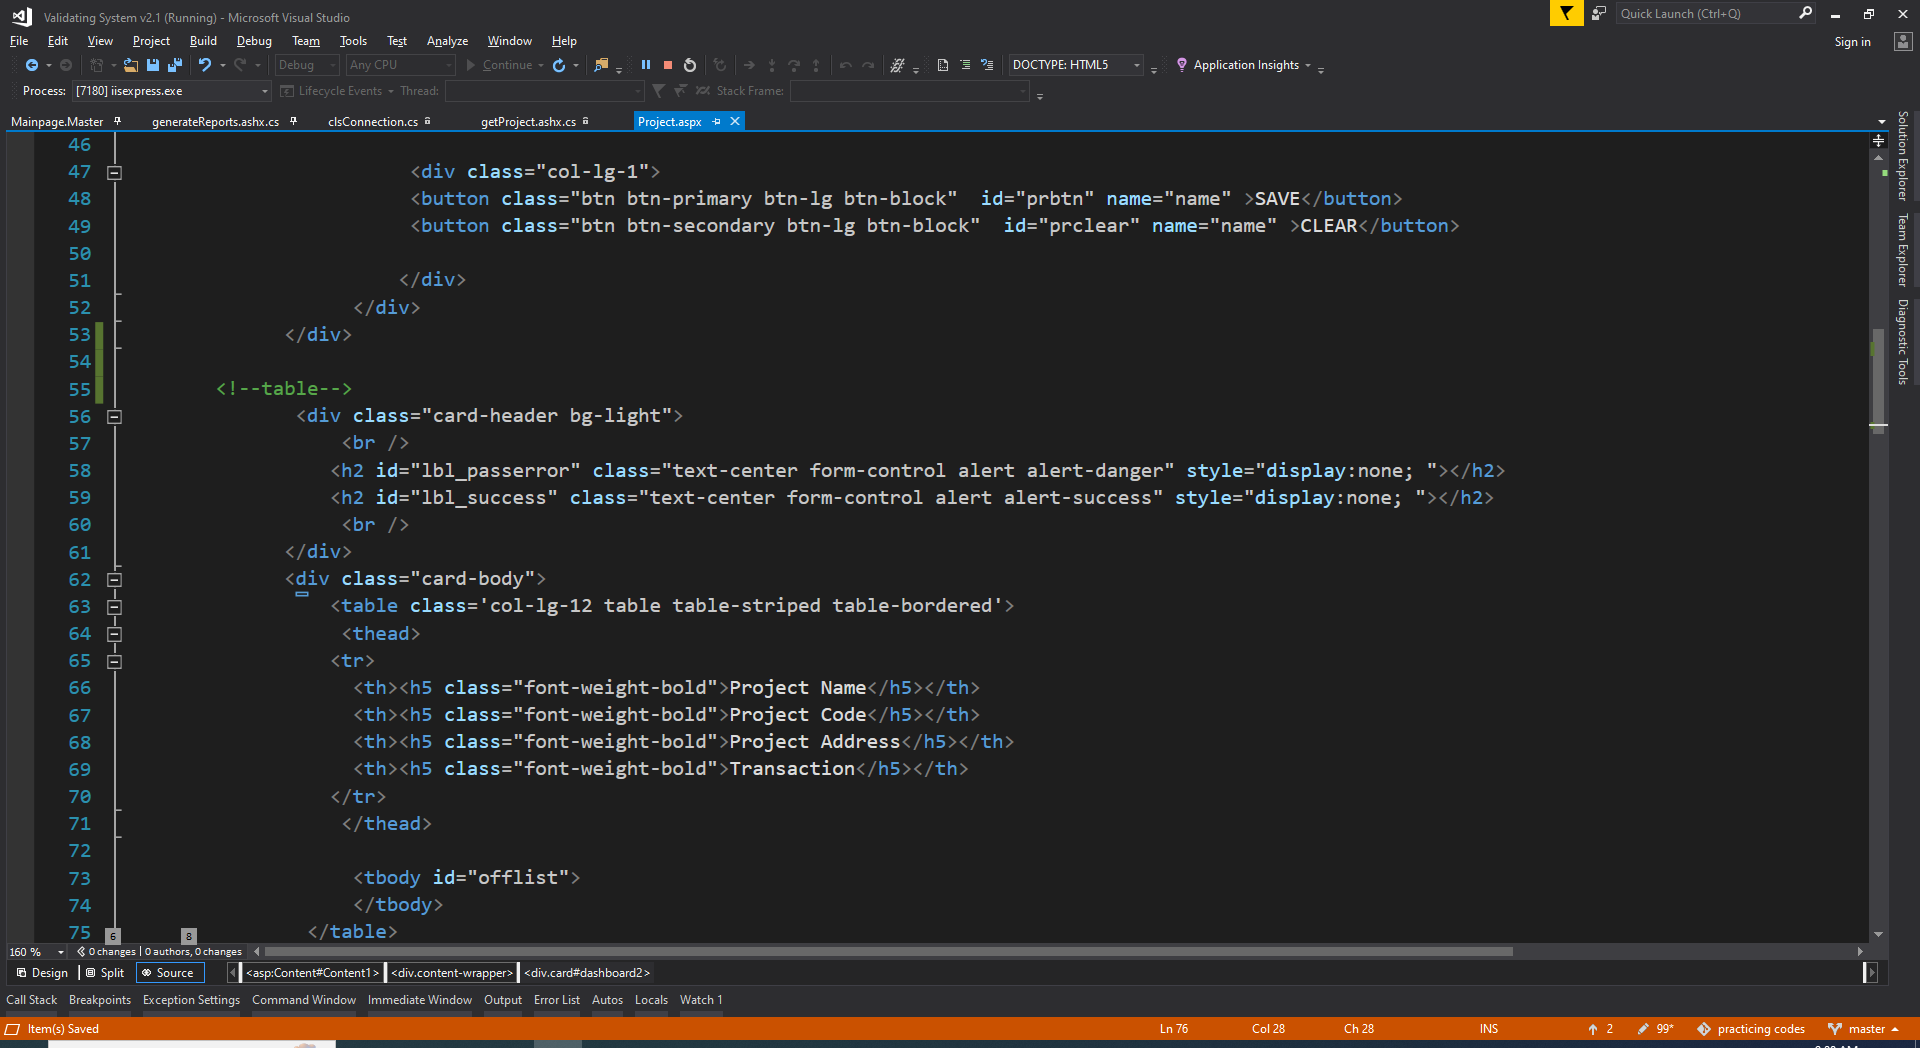 Validating System v2.1 (Running) - Microsoft Visual Studio
Quick Launch (Ctrl+Q)
File Edit View Project Build Debug Team Tools Test Analyze Window Help
Sign in
Debug Any CPU Continue DOCTYPE: HTML5 Application Insights
Process: [7180] iisexpress.exe Lifecycle Events Thread: Stack Frame:
Mainpage.Master generateReports.ashx.cs clsConnection.cs getProject.ashx.cs Project.aspx
46
47 <div class="col-lg-1">
48 <button class="btn btn-primary btn-lg btn-block"  id="prbtn" name="name" >SAVE</button>
49 <button class="btn btn-secondary btn-lg btn-block"  id="prclear" name="name" >CLEAR</button>
50
51 </div>
52 </div>
53 </div>
54
55 <!--table-->
56 <div class="card-header bg-light">
57 <br />
58 <h2 id="lbl_passerror" class="text-center form-control alert alert-danger" style="display:none; "></h2>
59 <h2 id="lbl_success" class="text-center form-control alert alert-success" style="display:none; "></h2>
60 <br />
61 </div>
62 <div class="card-body">
63 <table class='col-lg-12 table table-striped table-bordered'>
64 <thead>
65 <tr>
66 <th><h5 class="font-weight-bold">Project Name</h5></th>
67 <th><h5 class="font-weight-bold">Project Code</h5></th>
68 <th><h5 class="font-weight-bold">Project Address</h5></th>
69 <th><h5 class="font-weight-bold">Transaction</h5></th>
70 </tr>
71 </thead>
72
73 <tbody id="offlist">
74 </tbody>
75 </table>
6 8
Solution Explorer
Team Explorer
Diagnostic Tools
160 % 0 changes | 0 authors, 0 changes
Design Split Source <asp:Content#Content1> <div.content-wrapper> <div.card#dashboard2>
Call Stack Breakpoints Exception Settings Command Window Immediate Window Output Error List Autos Locals Watch 1
Item(s) Saved Ln 76 Col 28 Ch 28 INS 2 99* practicing codes master